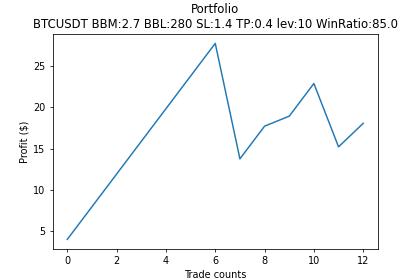 Portfolio
BTCUSDT BBM:2.7 BBL:280 SL:1.4 TP:0.4 lev:10 WinRatio:85.0
25
20
15
10
5
Profit ($)
0 2 4 6 8 10 12
Trade counts